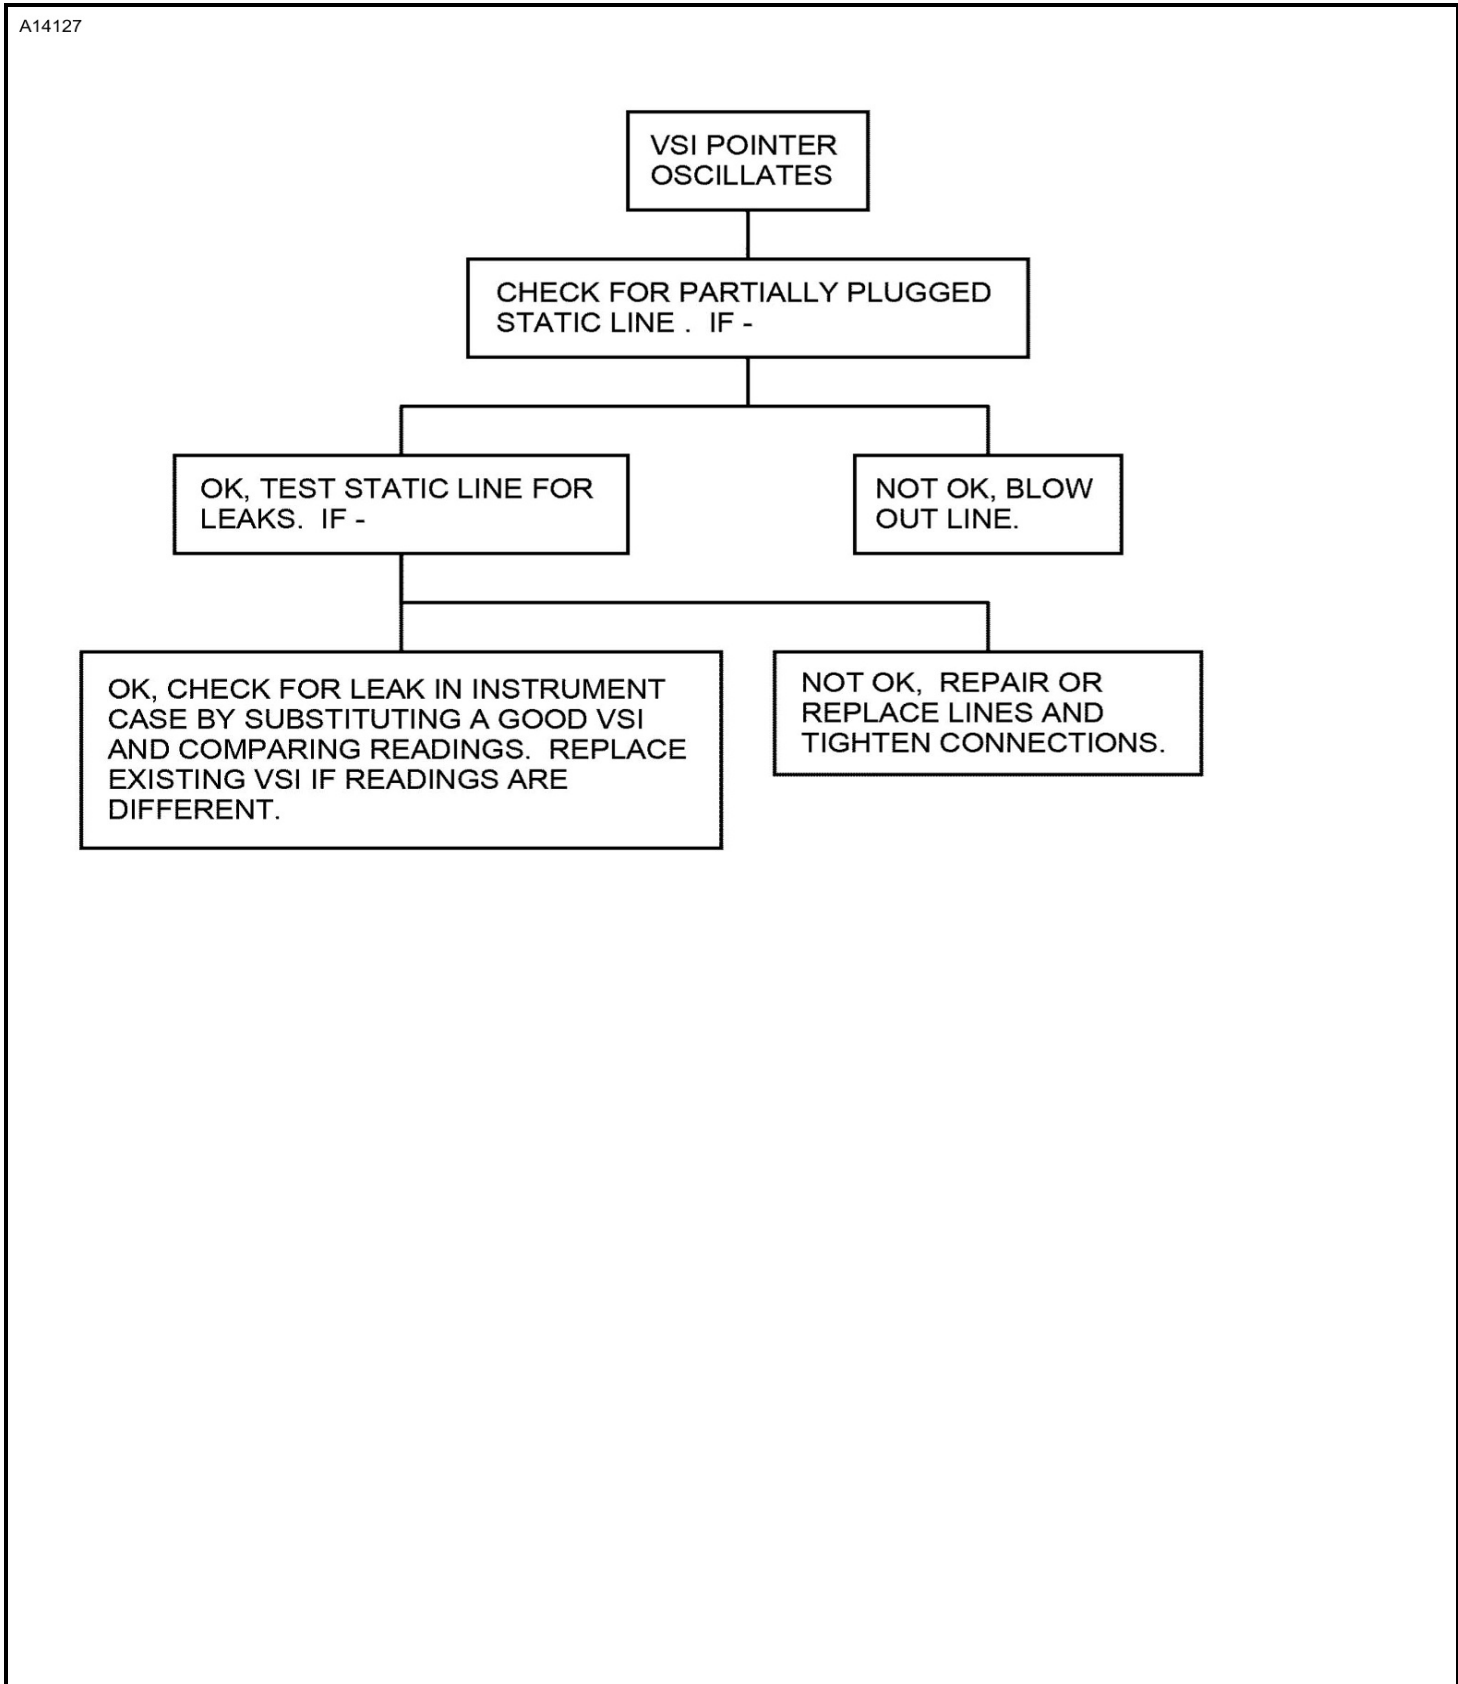 A14127
VSI POINTER
OSCILLATES
CHECK FOR PARTIALLY PLUGGED
STATIC LINE .  IF -
OK, TEST STATIC LINE FOR
LEAKS.  IF -
NOT OK, BLOW
OUT LINE.
OK, CHECK FOR LEAK IN INSTRUMENT
CASE BY SUBSTITUTING A GOOD VSI
AND COMPARING READINGS.  REPLACE
EXISTING VSI IF READINGS ARE
DIFFERENT.
NOT OK,  REPAIR OR
REPLACE LINES AND
TIGHTEN CONNECTIONS.